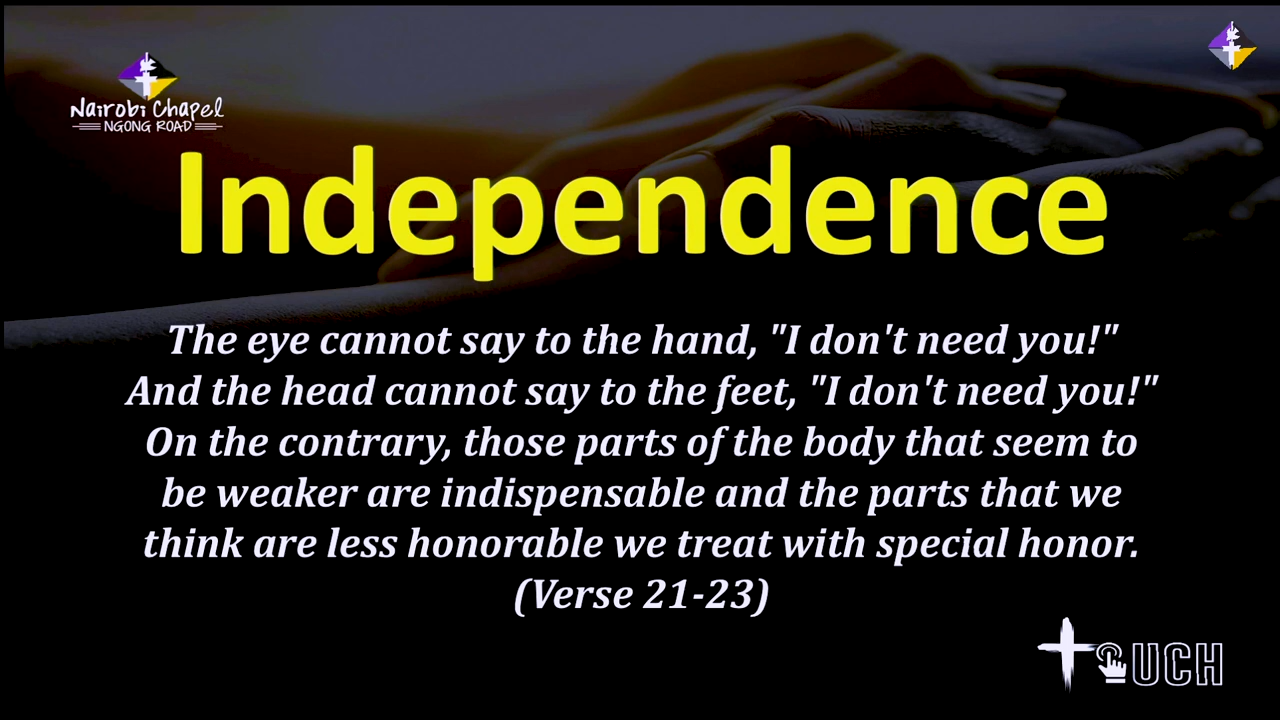 Nairobi Chapel
NGONG ROAD
Independence
The eye cannot say to the hand, "I don't need you!"
And the head cannot say to the feet, "I don't need you!"
On the contrary, those parts of the body that seem to
be weaker are indispensable and the parts that we
think are less honorable we treat with special honor.
(Verse 21-23)
TOUCH